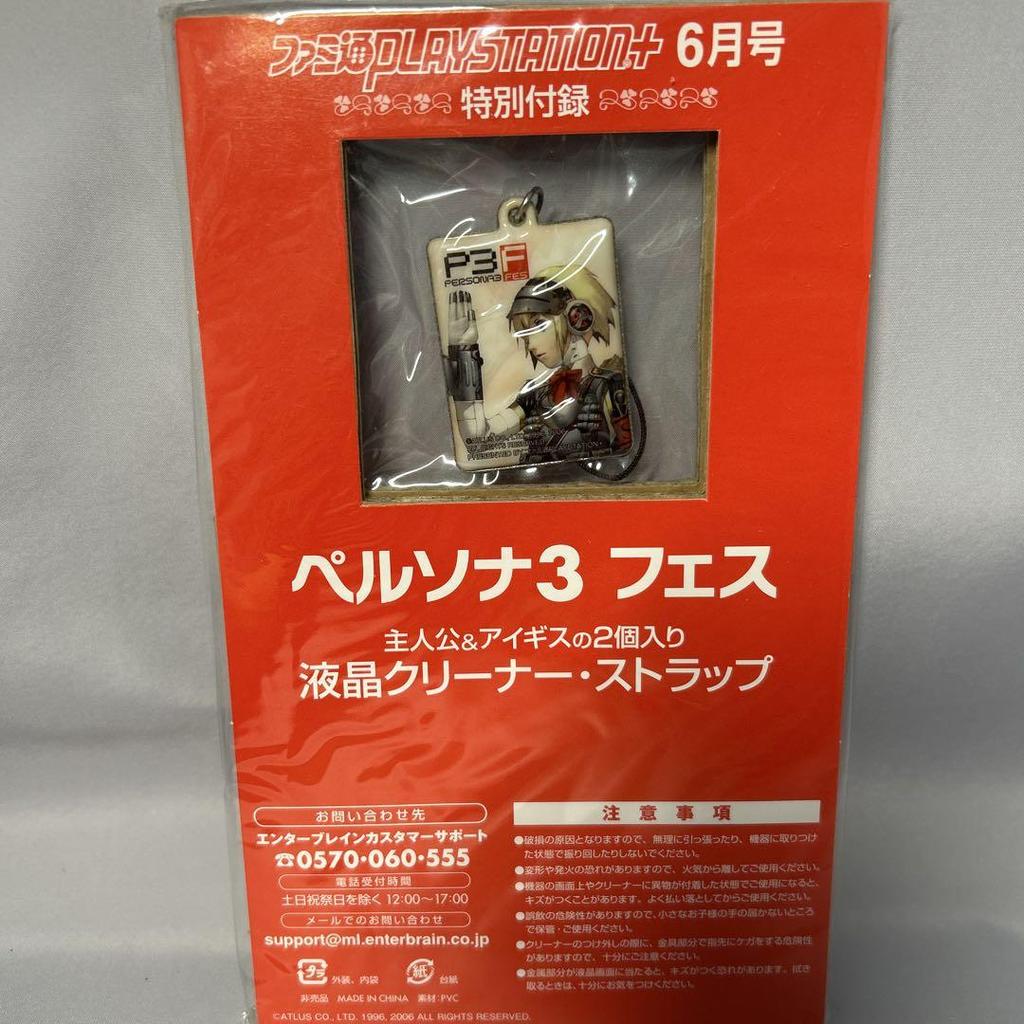 ファミ通PLAYSTATION+ 6月号
特別付録
P3F
PERSONA3 FES
©ATLUS CO.,LTD.
ALL RIGHTS RESERVED.
PRESENTED BY
ペルソナ3 フェス
主人公&アイギスの2個入り
液晶クリーナー・ストラップ
お問い合わせ先
エンターブレインカスタマーサポート
☎0570・060・555
電話受付時間
土日祝祭日を除く 12:00〜17:00
メールでのお問い合わせ
support@ml.enterbrain.co.jp
プラ 外装、内袋 紙 台紙
非売品 MADE IN CHINA 素材:PVC
©ATLUS CO., LTD. 1996, 2006 ALL RIGHTS RESERVED.
注意事項
●破損の原因となりますので、無理に引っ張ったり、機器に取りつけ
た状態で振り回したりしないでください。
●変形や発火の恐れがありますので、火気から離してご使用ください。
●機器の画面上やクリーナーに異物が付着した状態でご使用になると、
キズがつくことがあります。よく払い落としてからご使用ください。
●誤飲の危険性がありますので、小さなお子様の手の届かないところ
で保管・ご使用ください。
●クリーナーのつけ外しの際に、金具部分で指先にケガをする危険性
がありますので、十分にご注意ください。
●金属部分が液晶画面に当たると、キズがつく恐れがあります。拭き
取るときは、十分にお気をつけください。